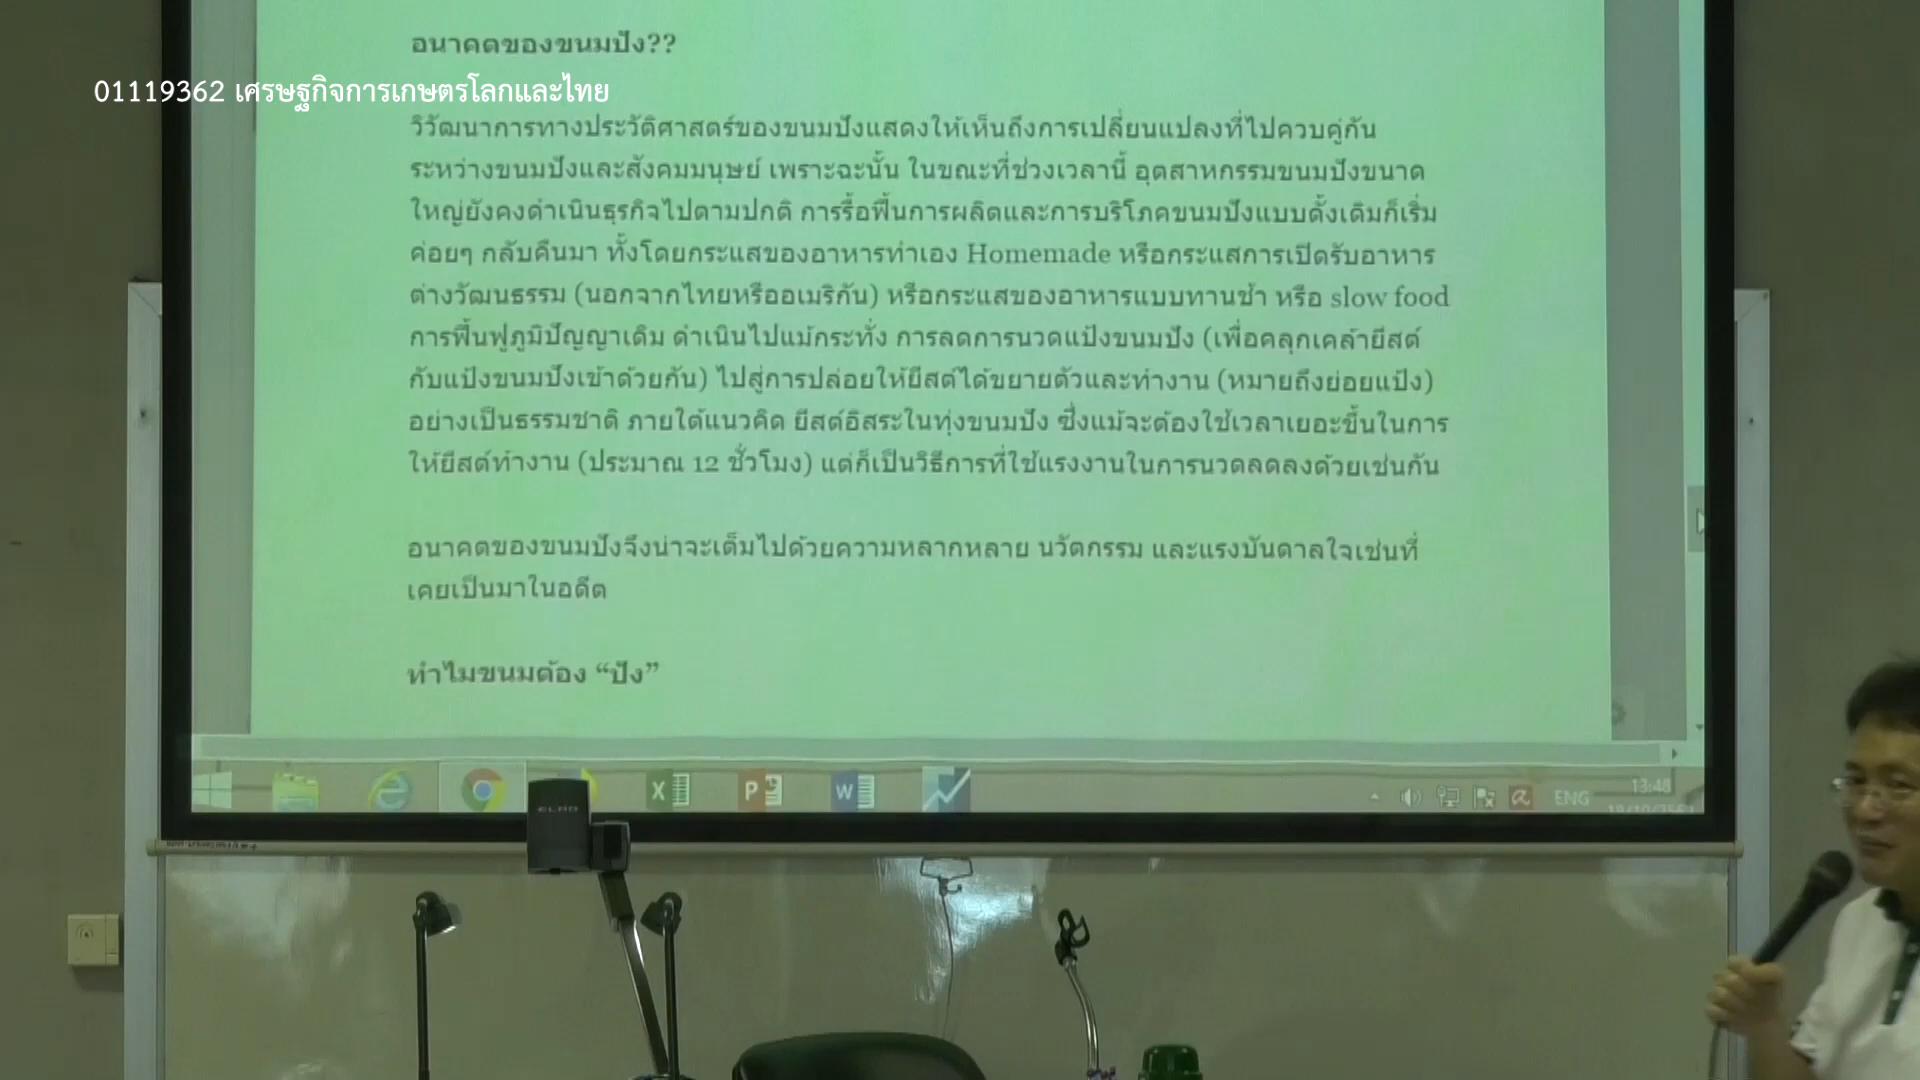 อนาคตของขนมปัง??
01119362 เศรษฐกิจการเกษตรโลกและไทย
วิวัฒนาการทางประวัติศาสตร์ของขนมปังแสดงให้เห็นถึงการเปลี่ยนแปลงที่ไปควบคู่กัน
ระหว่างขนมปังและสังคมมนุษย์ เพราะฉะนั้น ในขณะที่ช่วงเวลานี้ อุตสาหกรรมขนมปังขนาด
ใหญ่ยังคงดำเนินธุรกิจไปตามปกติ การรื้อฟื้นการผลิตและการบริโภคขนมปังแบบดั้งเดิมก็เริ่ม
ค่อยๆ กลับคืนมา ทั้งโดยกระแสของอาหารทำเอง Homemade หรือกระแสการเปิดรับอาหาร
ต่างวัฒนธรรม (นอกจากไทยหรืออเมริกัน) หรือกระแสของอาหารแบบทานช้า หรือ slow food
การฟื้นฟูภูมิปัญญาเดิม ดำเนินไปแม้กระทั่ง การลดการนวดแป้งขนมปัง (เพื่อคลุกเคล้ายีสต์
กับแป้งขนมปังเข้าด้วยกัน) ไปสู่การปล่อยให้ยีสต์ได้ขยายตัวและทำงาน (หมายถึงย่อยแป้ง)
อย่างเป็นธรรมชาติ ภายใต้แนวคิด ยีสต์อิสระในทุ่งขนมปัง ซึ่งแม้จะต้องใช้เวลาเยอะขึ้นในการ
ให้ยีสต์ทำงาน (ประมาณ 12 ชั่วโมง) แต่ก็เป็นวิธีการที่ใช้แรงงานในการนวดลดลงด้วยเช่นกัน
อนาคตของขนมปังจึงน่าจะเต็มไปด้วยความหลากหลาย นวัตกรรม และแรงบันดาลใจเช่นที่
เคยเป็นมาในอดีต
ทำไมขนมต้อง “ปัง”
ENG
13:48
ELMO